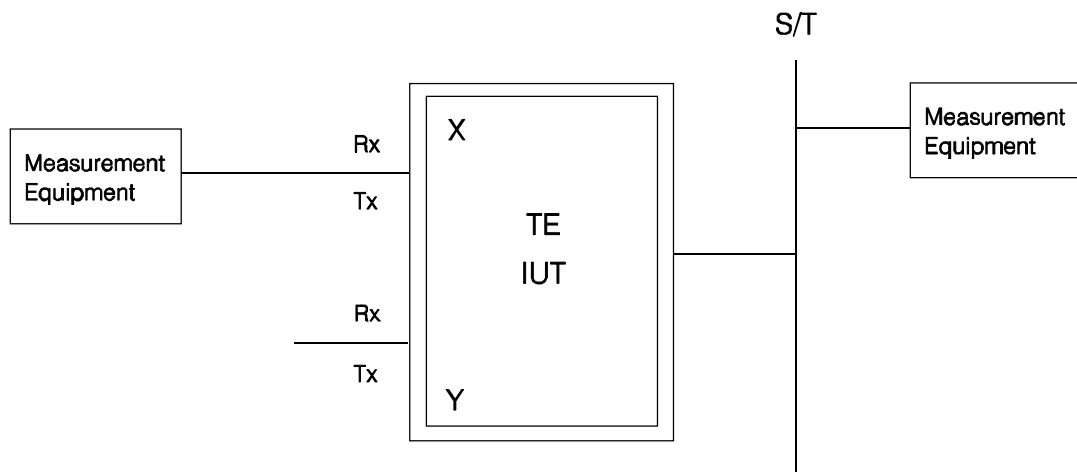 S/T
Measurement
Equipment
Rx
Tx
X
TE
IUT
Rx
Tx
Y
Measurement
Equipment